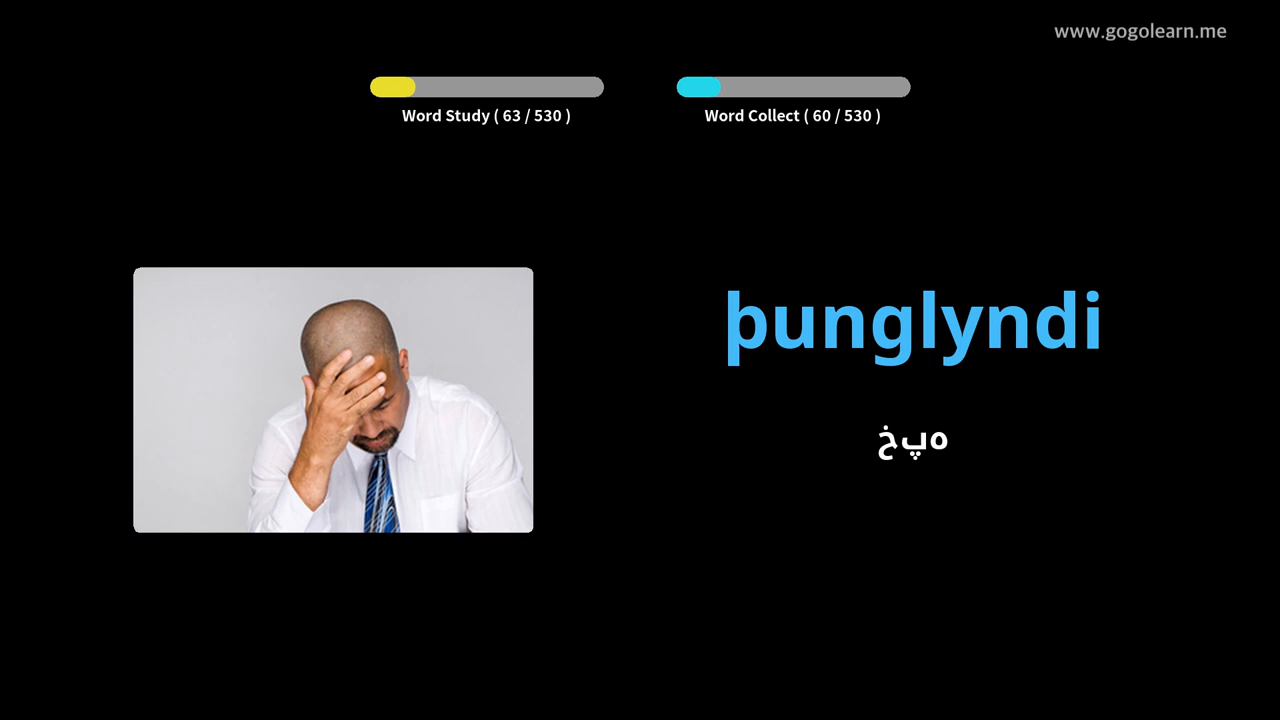 www.gogolearn.me
Word Study ( 63 / 530 )
Word Collect ( 60 / 530 )
þunglyndi
خپه